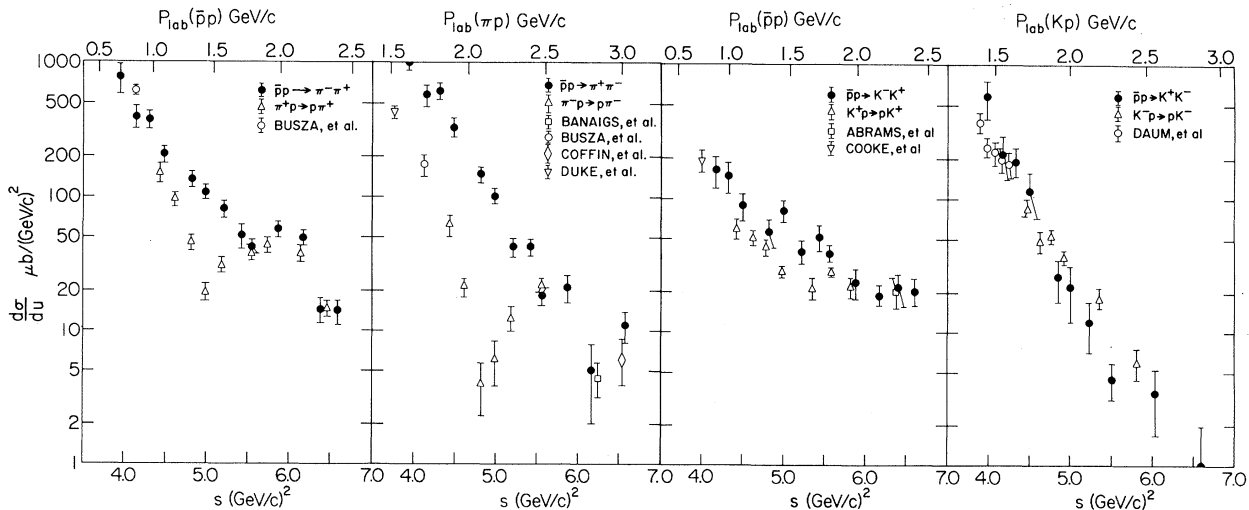 P_lab(p̄p) GeV/c
0.5 1.0 1.5 2.0 2.5
1000
500
200
100
50
20
10
5
2
1
dσ/du μb/(GeV/c)²
● p̄p → π⁻π⁺
△ π⁺p→pπ⁺
○ BUSZA, et al.
4.0 5.0 6.0 7.0
s (GeV/c)²
P_lab(πp) GeV/c
1.5 2.0 2.5 3.0
● p̄p→π⁺π⁻
△ π⁻p→pπ⁻
□ BANAIGS, et al.
○ BUSZA, et al.
◊ COFFIN, et al.
▽ DUKE, et al.
4.0 5.0 6.0 7.0
s (GeV/c)²
P_lab(p̄p) GeV/c
0.5 1.0 1.5 2.0 2.5
● p̄p→K⁻K⁺
△ K⁺p→pK⁺
□ ABRAMS, et al
▽ COOKE, et al
4.0 5.0 6.0 7.0
s (GeV/c)²
P_lab(Kp) GeV/c
1.5 2.0 2.5 3.0
● p̄p→K⁺K⁻
△ K⁻p→pK⁻
○ DAUM, et al
4.0 5.0 6.0 7.0
s (GeV/c)²